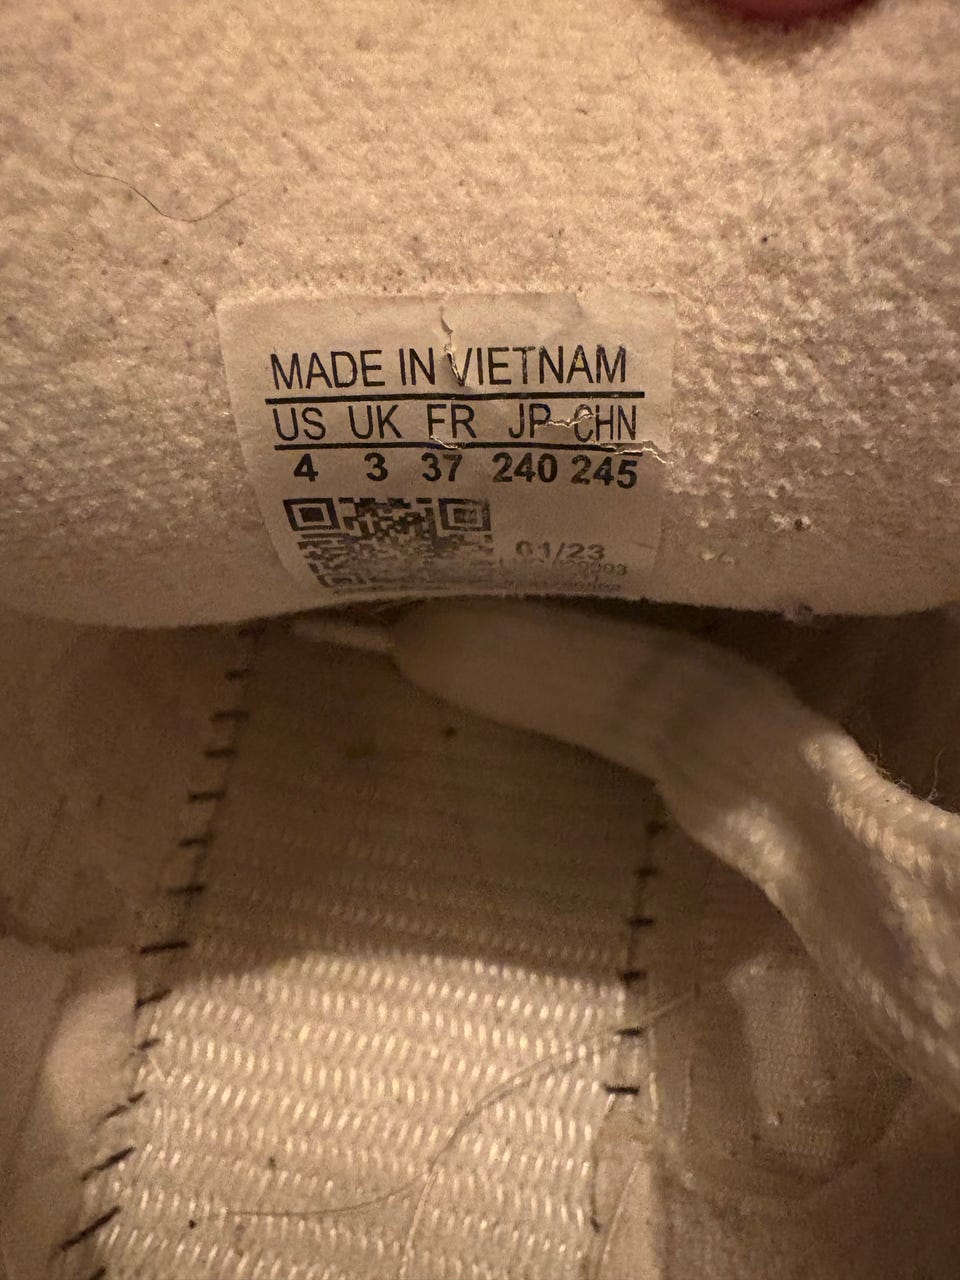 MADE IN VIETNAM
US UK FR JP CHN
4 3 37 240 245
01/23